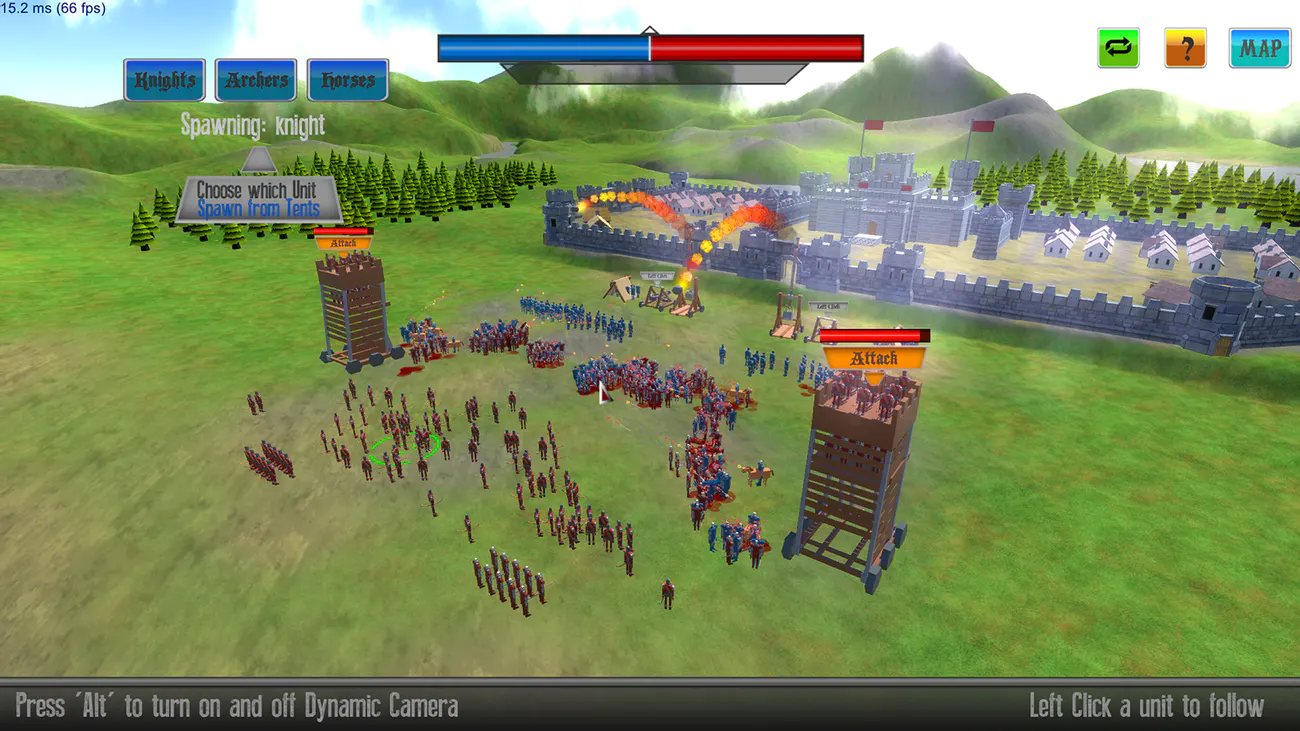 15.2 ms (66 fps)
Knights
Archers
Horses
?
MAP
Spawning: knight
Choose which Unit
Spawn from Tents
Attack
Attack
Press 'Alt' to turn on and off Dynamic Camera
Left Click a unit to follow